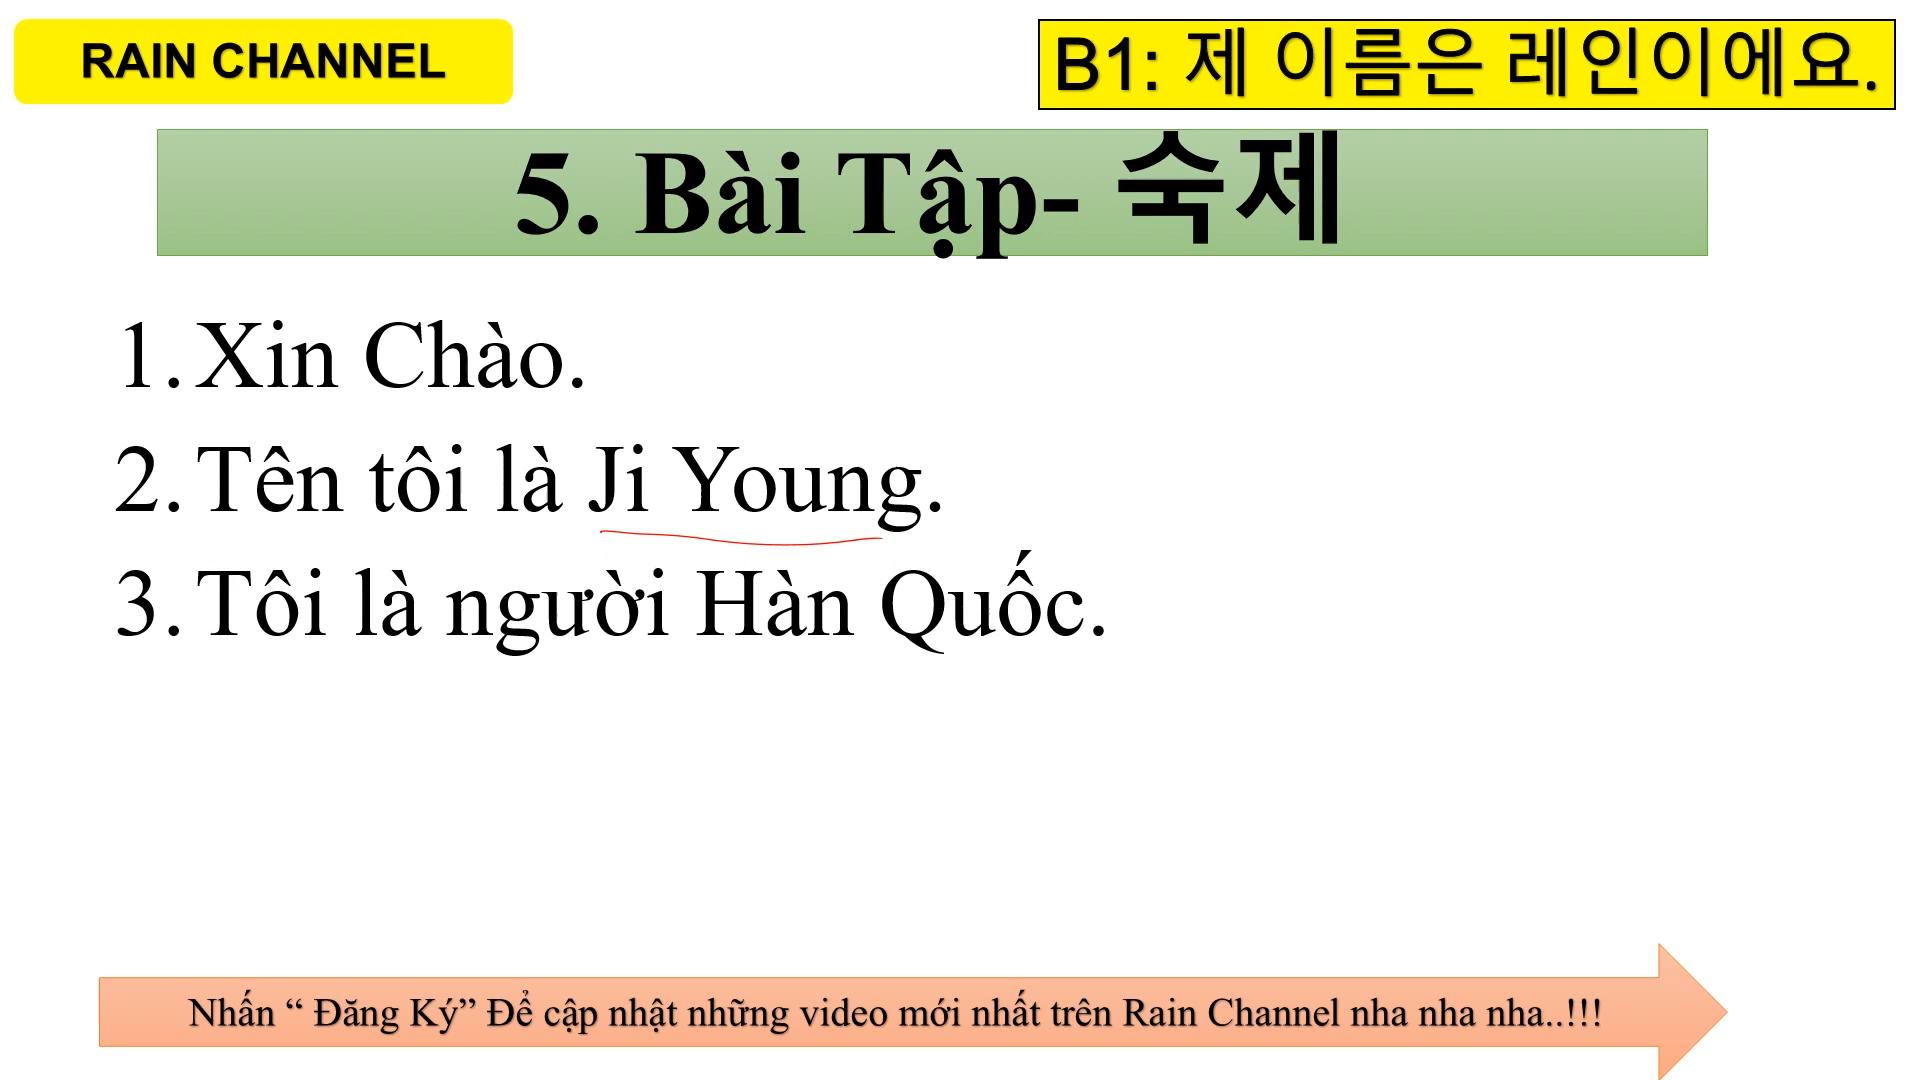 RAIN CHANNEL
B1: 제 이름은 레인이에요.
5. Bài Tập- 숙제
1. Xin Chào.
2. Tên tôi là Ji Young.
3. Tôi là người Hàn Quốc.
Nhấn “ Đăng Ký” Để cập nhật những video mới nhất trên Rain Channel nha nha nha..!!!